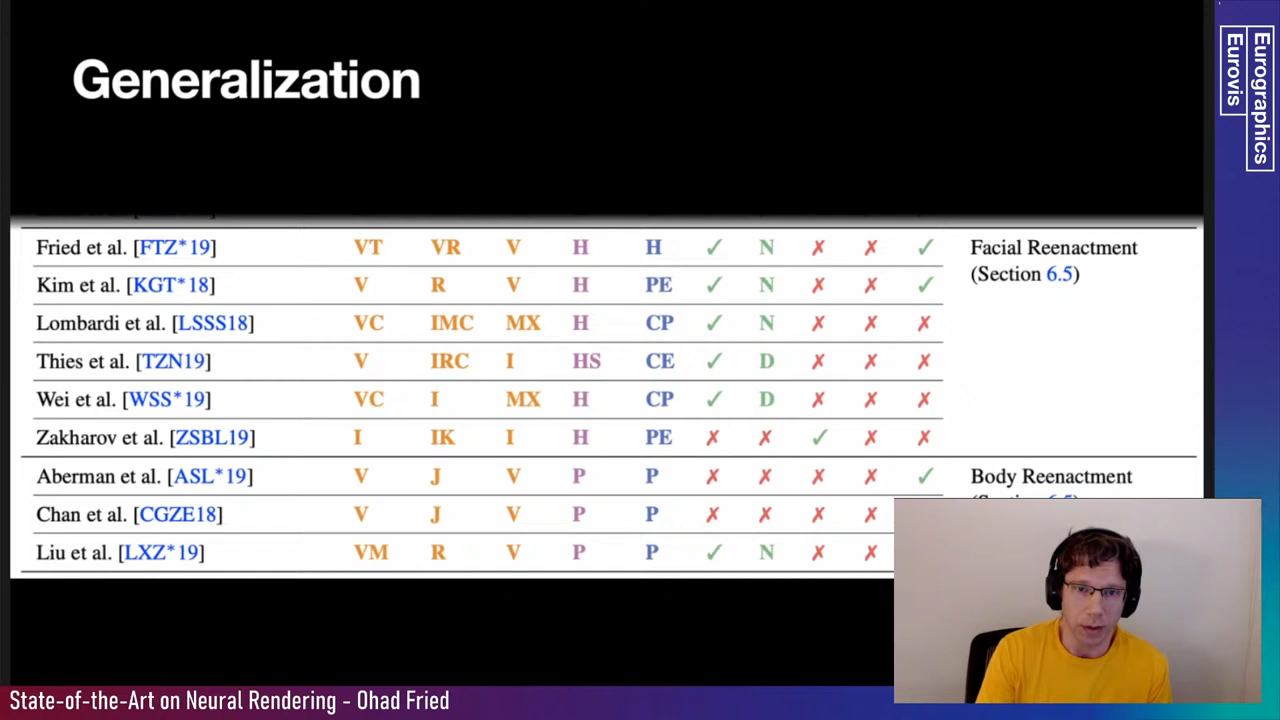 Generalization
Eurographics
Eurovis
Fried et al. [FTZ*19] VT VR V H H ✓ N ✗ ✗ ✓ Facial Reenactment
(Section 6.5)
Kim et al. [KGT*18] V R V H PE ✓ N ✗ ✗ ✓
Lombardi et al. [LSSS18] VC IMC MX H CP ✓ N ✗ ✗ ✗
Thies et al. [TZN19] V IRC I HS CE ✓ D ✗ ✗ ✗
Wei et al. [WSS*19] VC I MX H CP ✓ D ✗ ✗ ✗
Zakharov et al. [ZSBL19] I IK I H PE ✗ ✗ ✓ ✗ ✗
Aberman et al. [ASL*19] V J V P P ✗ ✗ ✗ ✗ ✓ Body Reenactment
Chan et al. [CGZE18] V J V P P ✗ ✗ ✗ ✗
Liu et al. [LXZ*19] VM R V P P ✓ N ✗ ✗
State-of-the-Art on Neural Rendering - Ohad Fried